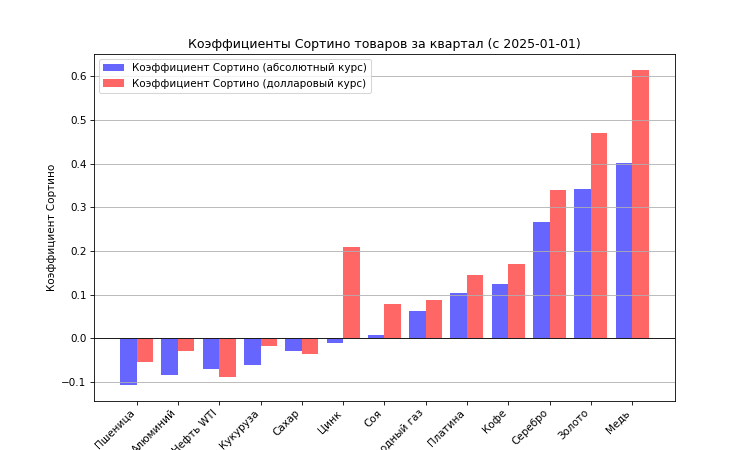 Коэффициенты Сортино товаров за квартал (с 2025-01-01)
Коэффициент Сортино (абсолютный курс)
Коэффициент Сортино (долларовый курс)
Коэффициент Сортино
0.6
0.5
0.4
0.3
0.2
0.1
0.0
−0.1
Пшеница
Алюминий
Нефть WTI
Кукуруза
Сахар
Цинк
Соя
одный газ
Платина
Кофе
Серебро
Золото
Медь